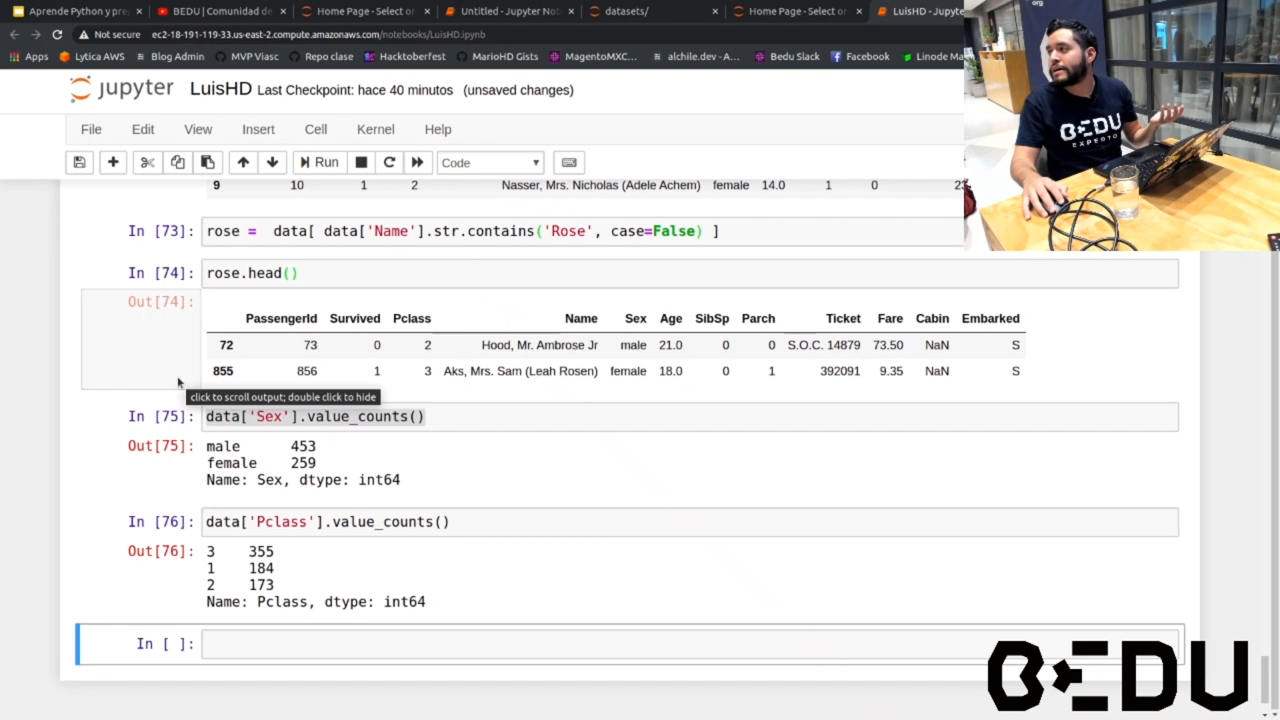 Aprende Python y pre
BEDU | Comunidad de
Home Page - Select or
Untitled - Jupyter Not
datasets/
Home Page - Select or
LuisHD - Jupyte
Not secure
ec2-18-191-119-33.us-east-2.compute.amazonaws.com/notebooks/LuisHD.ipynb
Apps
Lytica AWS
Blog Admin
MVP Viasc
Repo clase
Hacktoberfest
MarioHD Gists
MagentoMXC...
alchile.dev - A...
Bedu Slack
Facebook
Linode Ma
org
BEDU
EXPERTO
jupyter LuisHD Last Checkpoint: hace 40 minutos (unsaved changes)
File Edit View Insert Cell Kernel Help
Run Code
9 10 1 2 Nasser, Mrs. Nicholas (Adele Achem) female 14.0 1 0 23
In [73]: rose =  data[ data['Name'].str.contains('Rose', case=False) ]
In [74]: rose.head()
Out[74]:
PassengerId Survived Pclass Name Sex Age SibSp Parch Ticket Fare Cabin Embarked
72 73 0 2 Hood, Mr. Ambrose Jr male 21.0 0 0 S.O.C. 14879 73.50 NaN S
855 856 1 3 Aks, Mrs. Sam (Leah Rosen) female 18.0 0 1 392091 9.35 NaN S
click to scroll output; double click to hide
In [75]: data['Sex'].value_counts()
Out[75]: male 453
female 259
Name: Sex, dtype: int64
In [76]: data['Pclass'].value_counts()
Out[76]: 3 355
1 184
2 173
Name: Pclass, dtype: int64
In [ ]:
BEDU